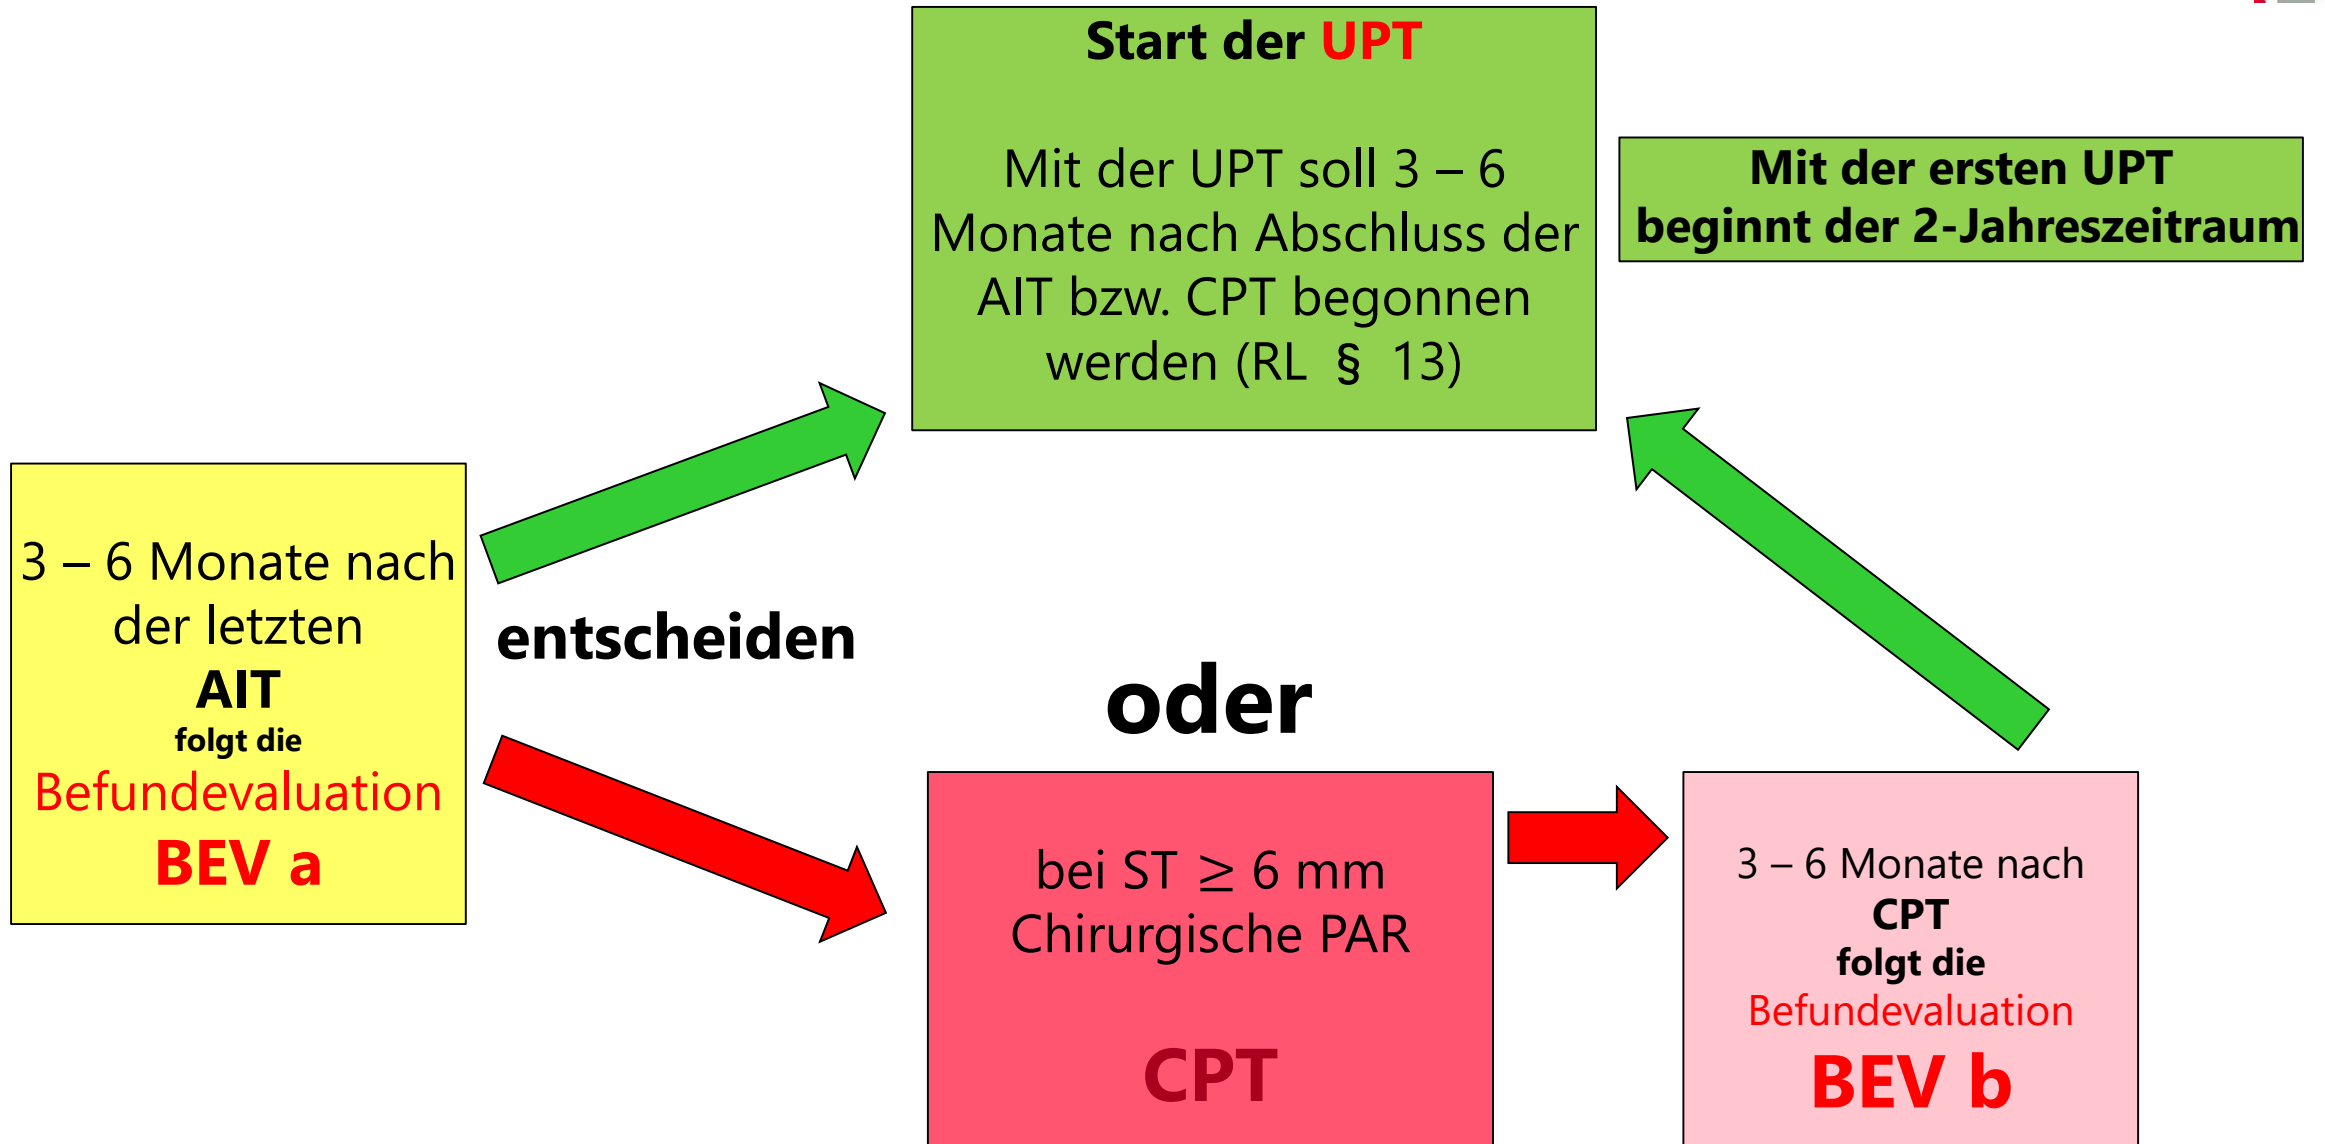 Start der UPT
Mit der UPT soll 3 – 6
Monate nach Abschluss der
AIT bzw. CPT begonnen
werden (RL § 13)
Mit der ersten UPT
beginnt der 2-Jahreszeitraum
3 – 6 Monate nach
der letzten
AIT
folgt die
Befundevaluation
BEV a
entscheiden
oder
bei ST ≥ 6 mm
Chirurgische PAR
CPT
3 – 6 Monate nach
CPT
folgt die
Befundevaluation
BEV b